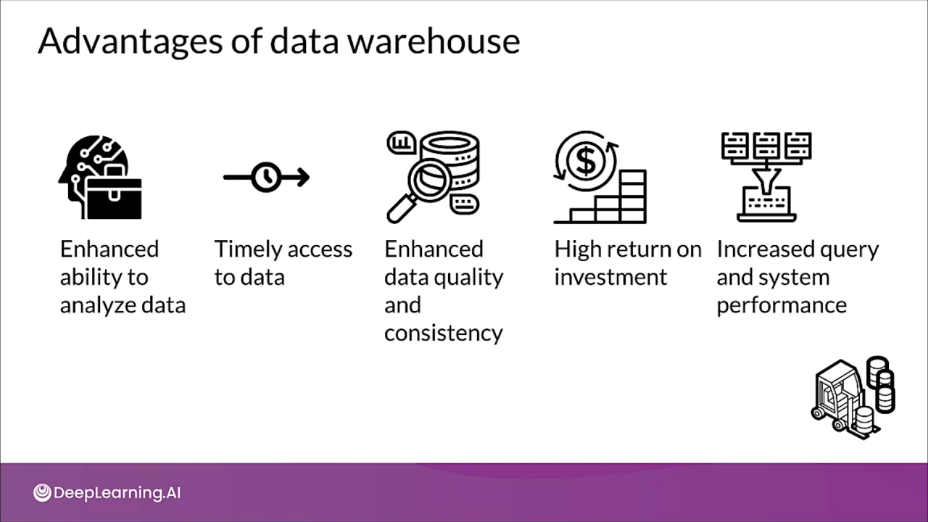 Advantages of data warehouse
Enhanced
ability to
analyze data
Timely access
to data
Enhanced
data quality
and
consistency
High return on
investment
Increased query
and system
performance
DeepLearning.AI